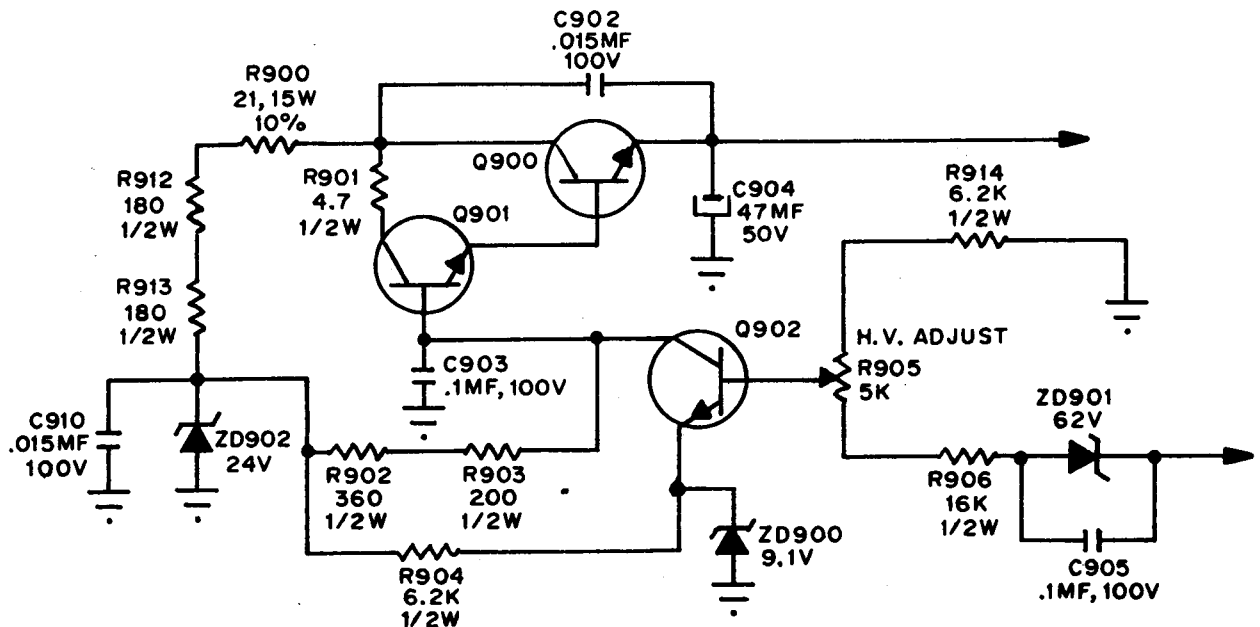 C902
.015MF
100V
R900
21, 15W
10%
Q900
R912
180
1/2W
R901
4.7
1/2W
Q901
C904
47MF
50V
R914
6.2K
1/2W
R913
180
1/2W
Q902
H.V. ADJUST
R905
5K
C903
.1MF, 100V
C910
.015MF
100V
ZD902
24V
ZD901
62V
R902
360
1/2W
R903
200
1/2W
R906
16K
1/2W
ZD900
9.1V
R904
6.2K
1/2W
C905
.1MF, 100V